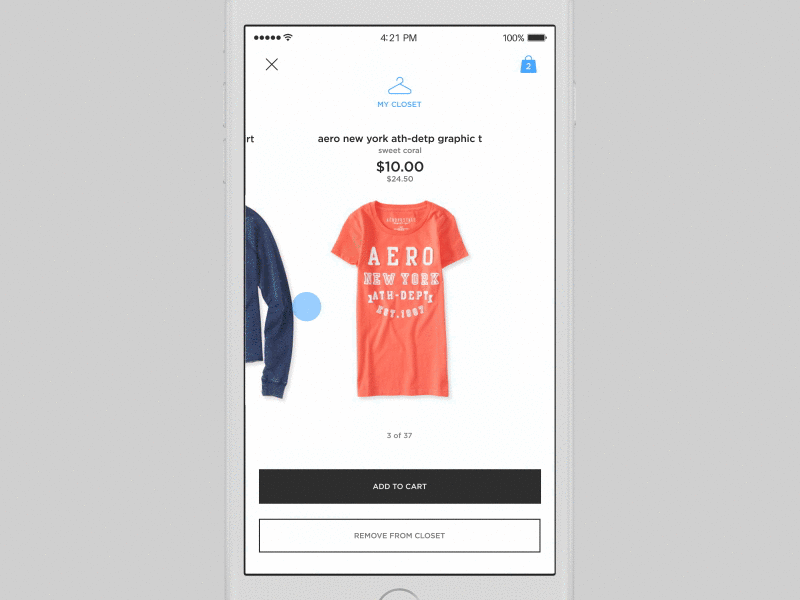 4:21 PM
100%
2
MY CLOSET
rt
aero new york ath-detp graphic t
sweet coral
$10.00
$24.50
AEROPOSTALE
AERO
NEW YORK
ATH-DEPT
EST. 1987
3 of 37
ADD TO CART
REMOVE FROM CLOSET